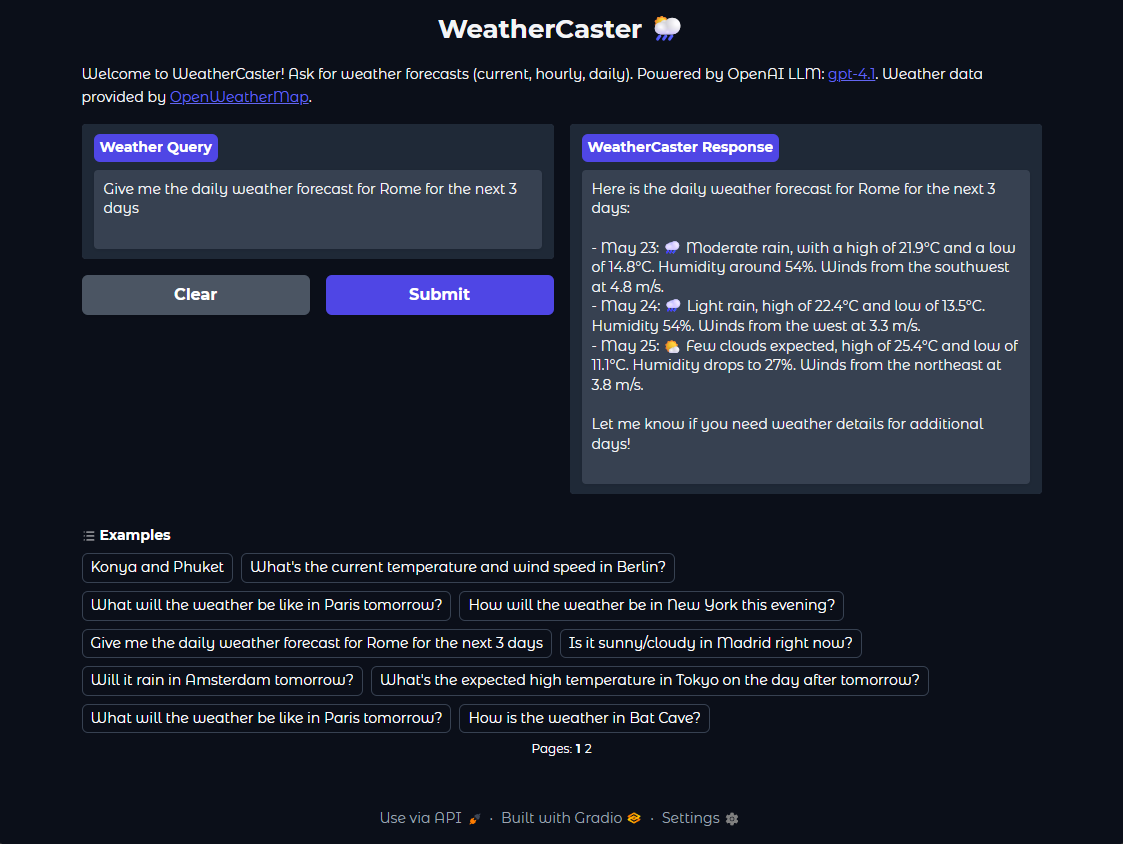 WeatherCaster 🌦️
Welcome to WeatherCaster! Ask for weather forecasts (current, hourly, daily). Powered by OpenAI LLM: gpt-4.1. Weather data
provided by OpenWeatherMap.
Weather Query
Give me the daily weather forecast for Rome for the next 3
days
Clear
Submit
WeatherCaster Response
Here is the daily weather forecast for Rome for the next 3
days:
- May 23: 🌧️ Moderate rain, with a high of 21.9°C and a low
of 14.8°C. Humidity around 54%. Winds from the southwest
at 4.8 m/s.
- May 24: 🌧️ Light rain, high of 22.4°C and low of 13.5°C.
Humidity 54%. Winds from the west at 3.3 m/s.
- May 25: 🌤️ Few clouds expected, high of 25.4°C and low of
11.1°C. Humidity drops to 27%. Winds from the northeast at
3.8 m/s.
Let me know if you need weather details for additional
days!
Examples
Konya and Phuket
What's the current temperature and wind speed in Berlin?
What will the weather be like in Paris tomorrow?
How will the weather be in New York this evening?
Give me the daily weather forecast for Rome for the next 3 days
Is it sunny/cloudy in Madrid right now?
Will it rain in Amsterdam tomorrow?
What's the expected high temperature in Tokyo on the day after tomorrow?
What will the weather be like in Paris tomorrow?
How is the weather in Bat Cave?
Pages: 1 2
Use via API 🚀 · Built with Gradio · Settings ⚙️